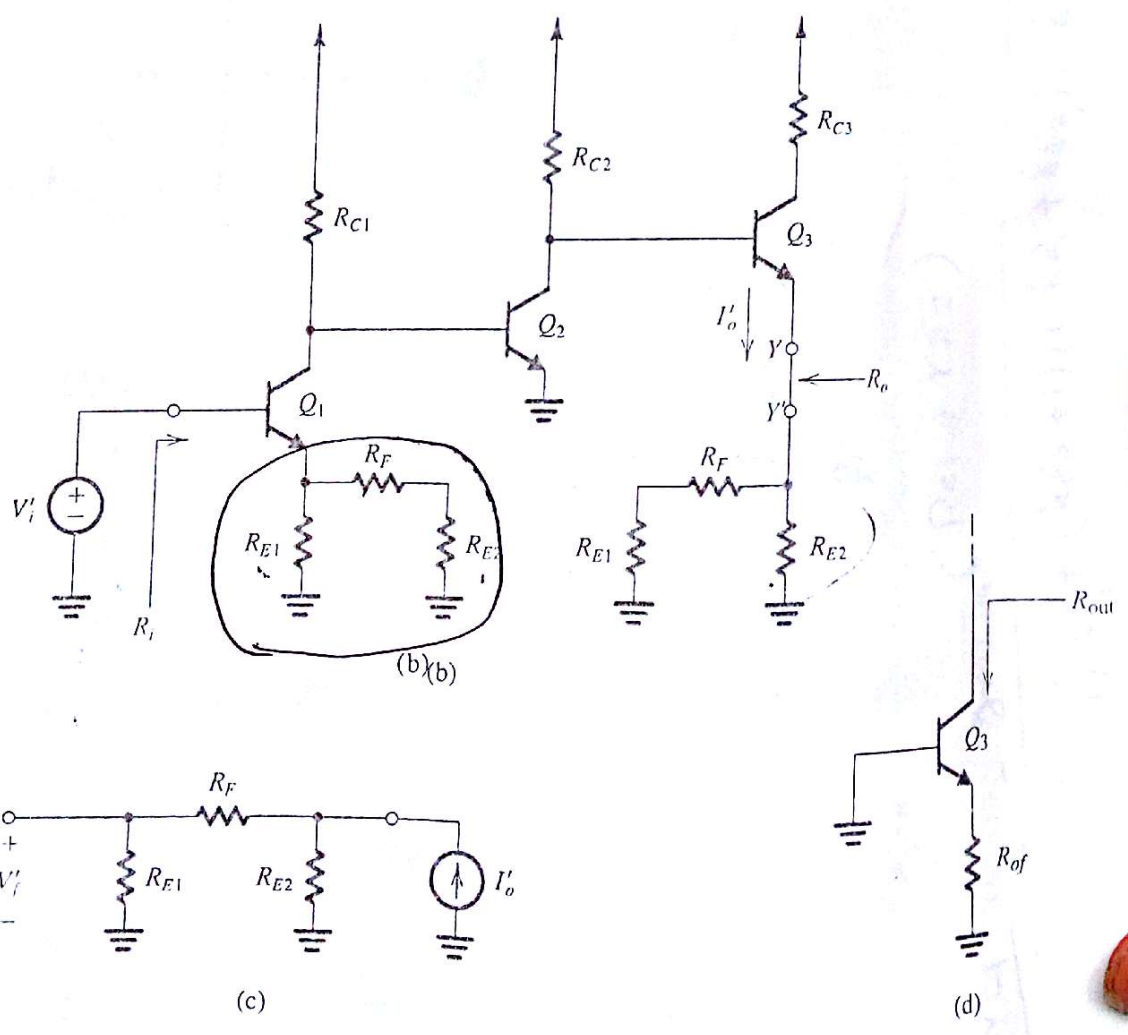 R_C3
R_C2
R_C1
Q_3
I'_o
Q_2
Y
R_o
Q_1
Y'
R_F
R_F
V'_i
+
−
R_E1
R_E2
R_E1
R_E2
R_i
R_out
(b)(b)
Q_3
R_F
+
V'_f
−
R_E1
R_E2
I'_o
R_of
(c)
(d)